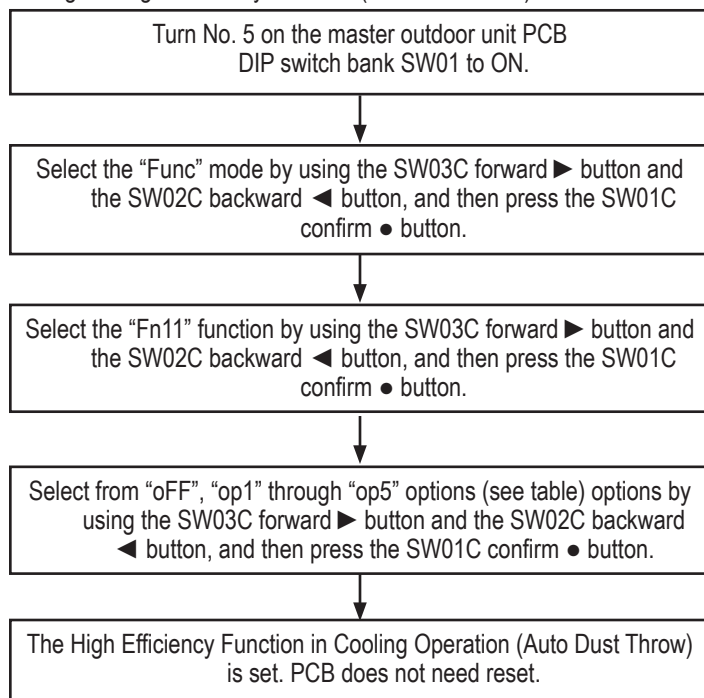 Turn No. 5 on the master outdoor unit PCB
DIP switch bank SW01 to ON.
Select the “Func” mode by using the SW03C forward ► button and
the SW02C backward ◄ button, and then press the SW01C
confirm ● button.
Select the “Fn11” function by using the SW03C forward ► button and
the SW02C backward ◄ button, and then press the SW01C
confirm ● button.
Select from “oFF”, “op1” through “op5” options (see table) options by
using the SW03C forward ► button and the SW02C backward
◄ button, and then press the SW01C confirm ● button.
The High Efficiency Function in Cooling Operation (Auto Dust Throw)
is set. PCB does not need reset.